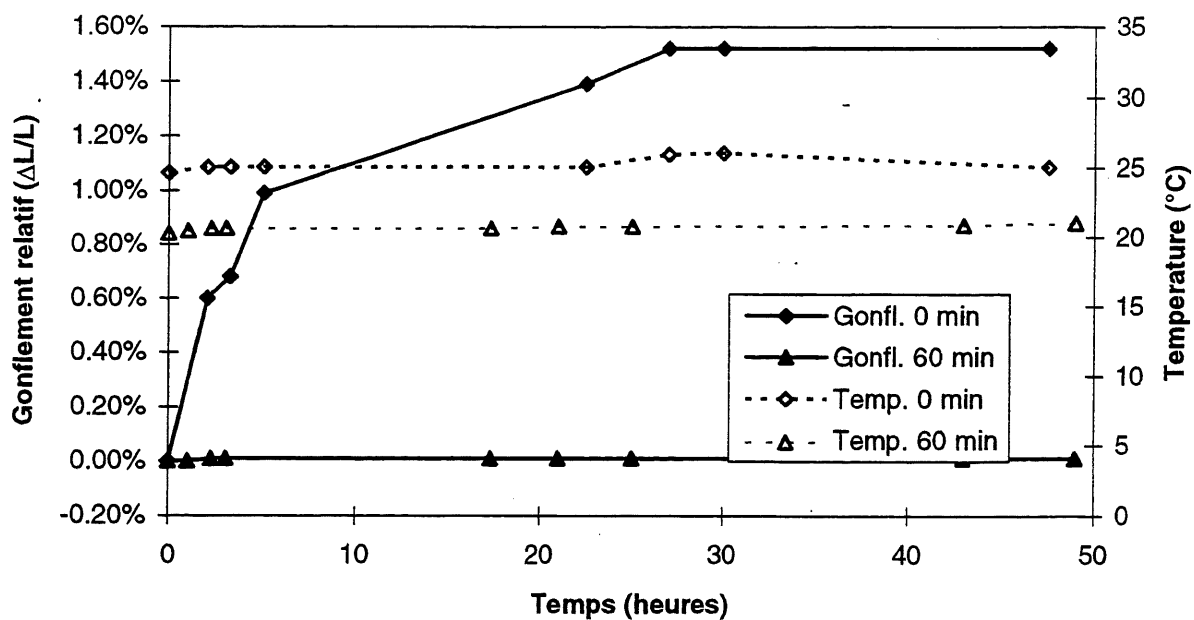 1.60%
1.40%
1.20%
1.00%
0.80%
0.60%
0.40%
0.20%
0.00%
-0.20%
Gonflement relatif (ΔL/L)
35
30
25
20
15
10
5
0
Temperature (°C)
Gonfl. 0 min
Gonfl. 60 min
Temp. 0 min
Temp. 60 min
0 10 20 30 40 50
Temps (heures)